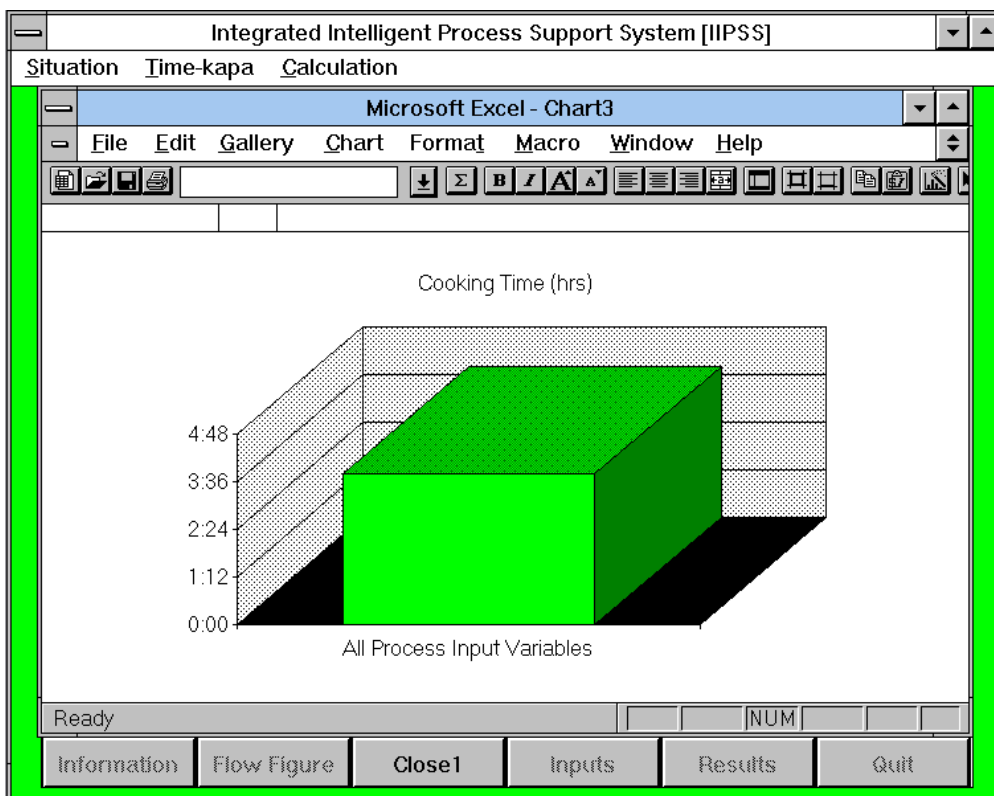 Integrated Intelligent Process Support System [IIPSS]
Situation Time-kapa Calculation
Microsoft Excel - Chart3
File Edit Gallery Chart Format Macro Window Help
Σ B I A A a
Cooking Time (hrs)
4:48
3:36
2:24
1:12
0:00
All Process Input Variables
Ready NUM
Information Flow Figure Close1 Inputs Results Quit